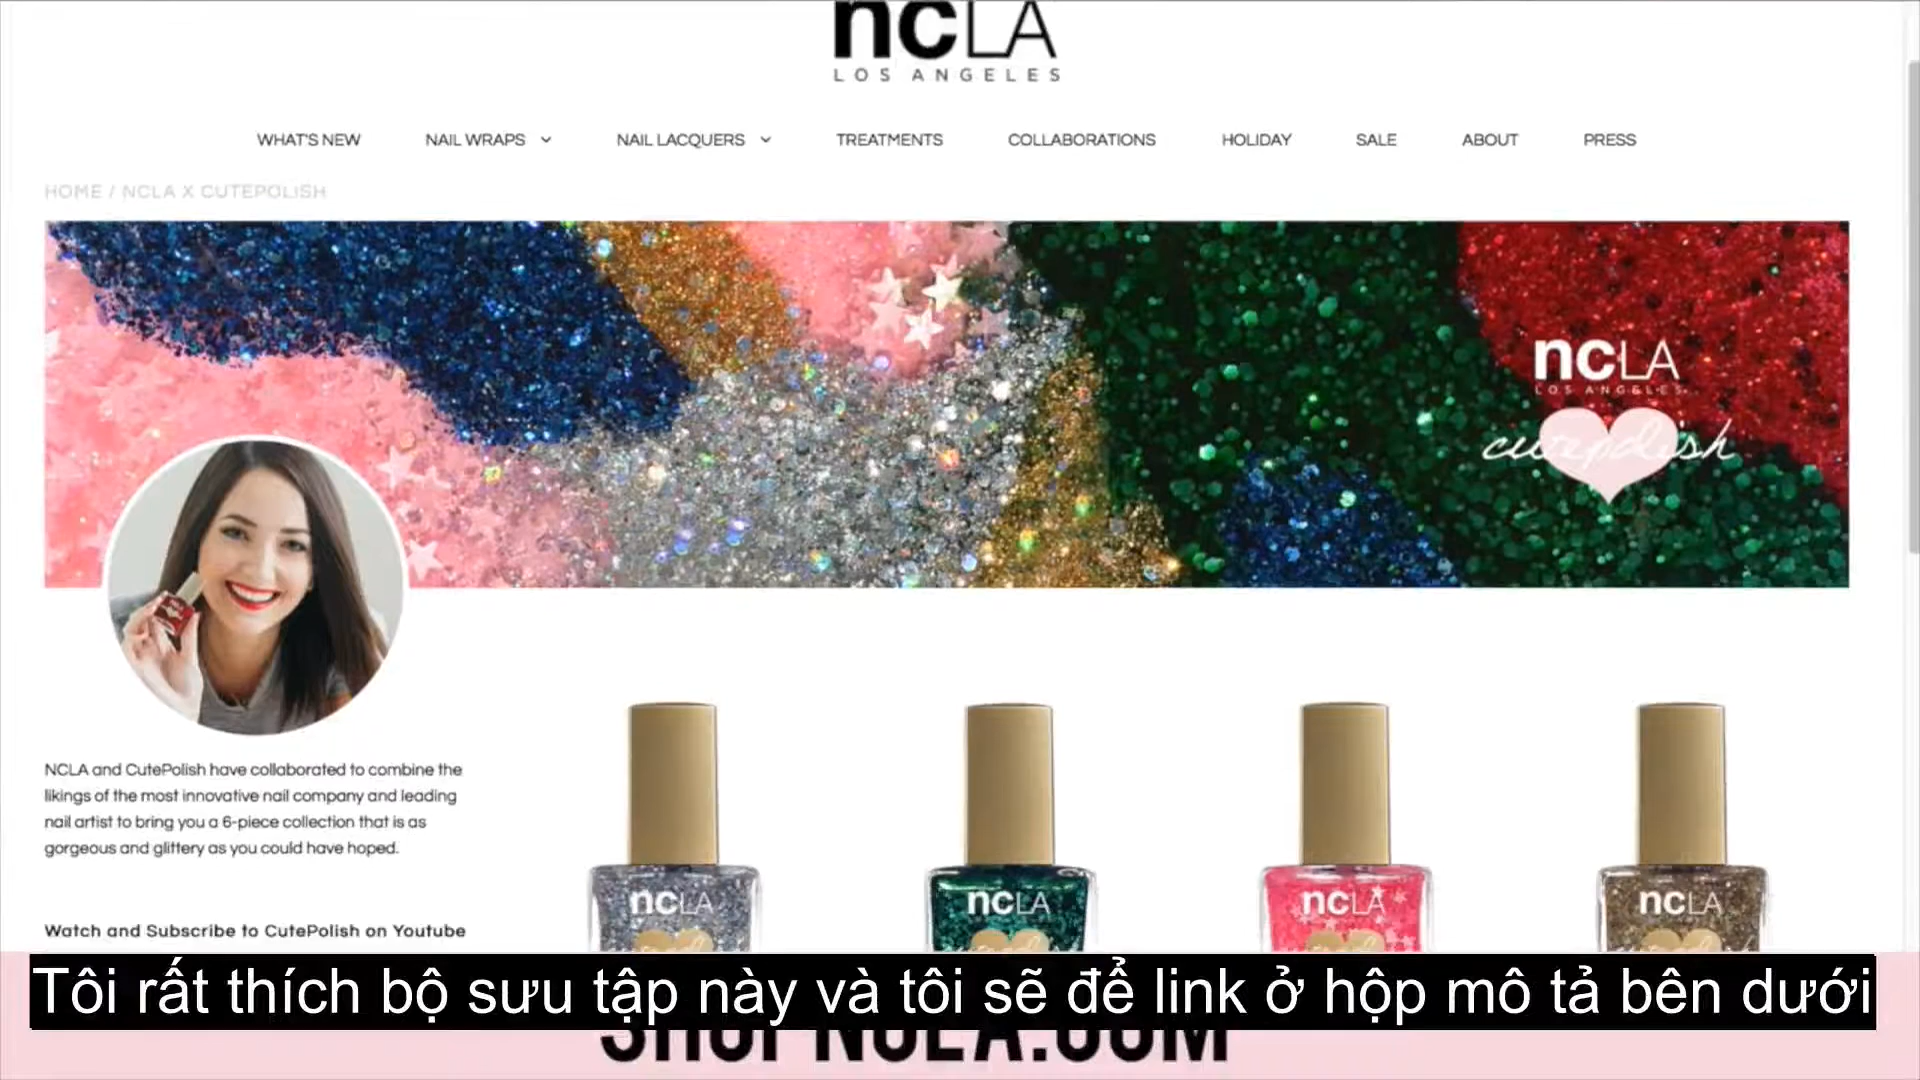 ncLA
LOS ANGELES
WHAT'S NEW NAIL WRAPS NAIL LACQUERS TREATMENTS COLLABORATIONS HOLIDAY SALE ABOUT PRESS
HOME / NCLA X CUTEPOLISH
ncLA
LOS ANGELES
cutepolish
NCLA and CutePolish have collaborated to combine the
likings of the most innovative nail company and leading
nail artist to bring you a 6-piece collection that is as
gorgeous and glittery as you could have hoped.
Watch and Subscribe to CutePolish on Youtube
ncLA ncLA ncLA ncLA
Tôi rất thích bộ sưu tập này và tôi sẽ để link ở hộp mô tả bên dưới
SHOPNCLA.COM